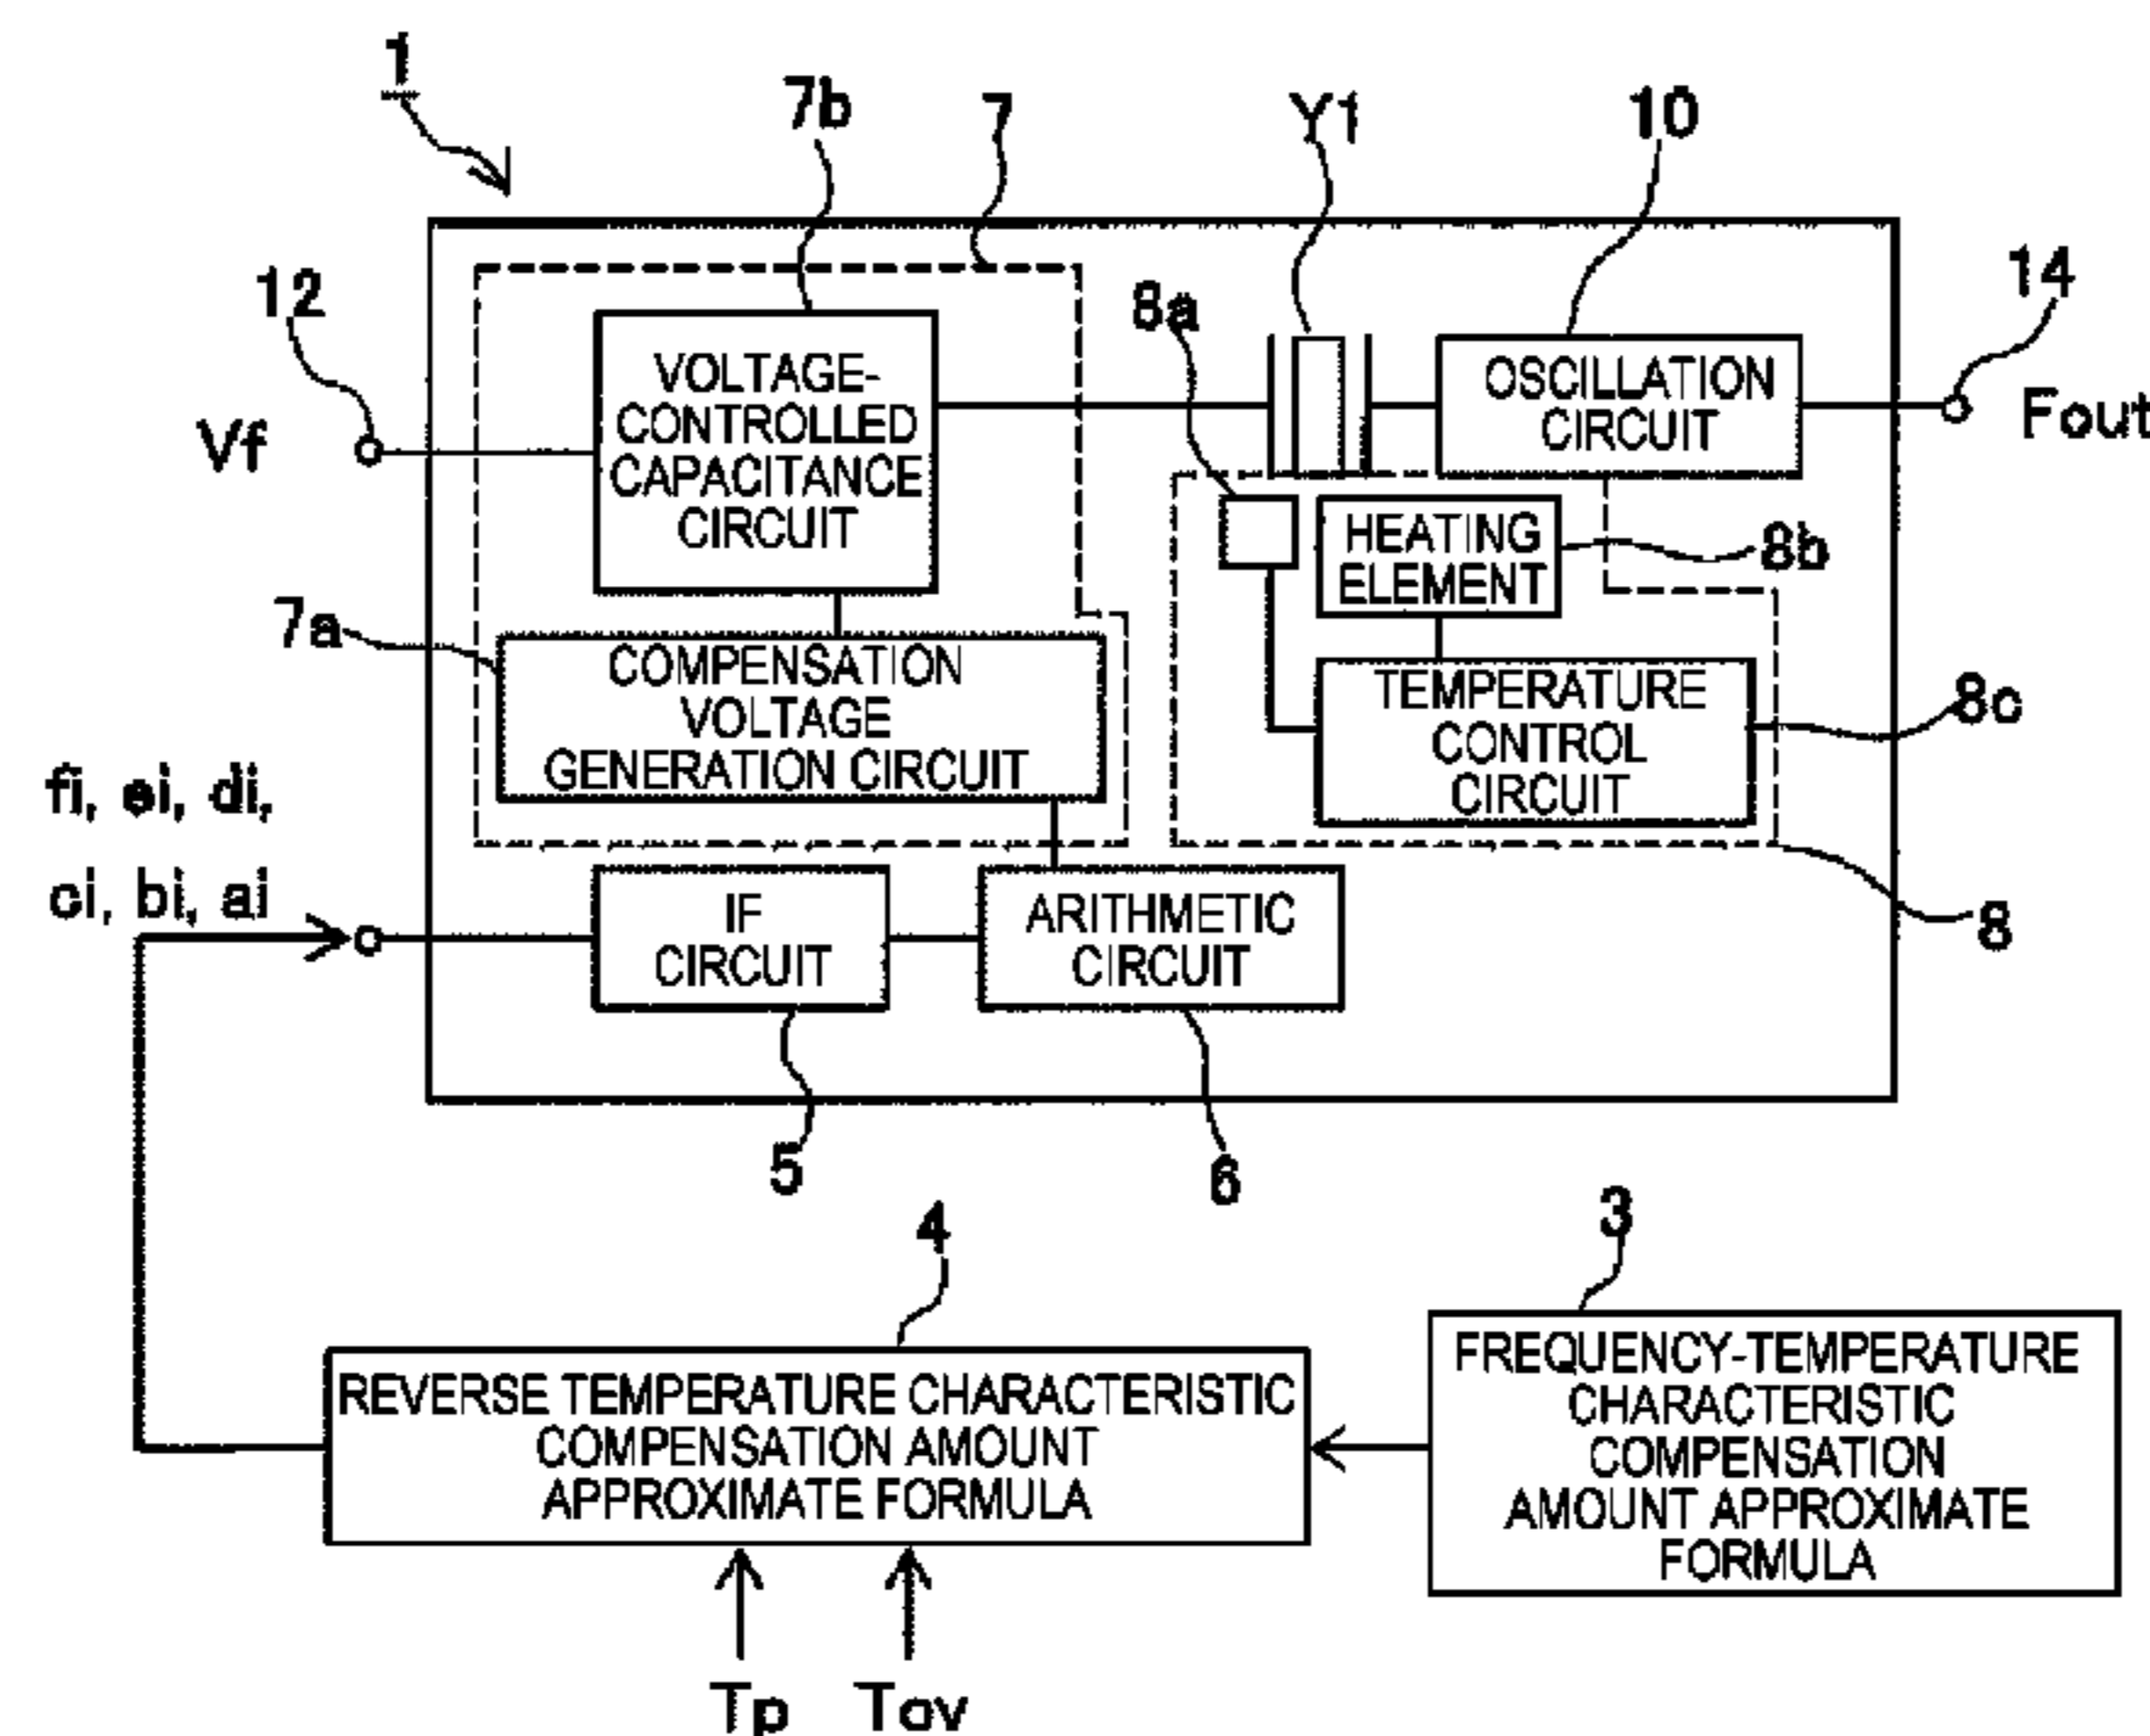 1
7b
7
Y1
10
12
8a
14
VOLTAGE-
CONTROLLED
CAPACITANCE
CIRCUIT
OSCILLATION
CIRCUIT
Vf
Fout
HEATING
ELEMENT
8b
7a
COMPENSATION
VOLTAGE
GENERATION CIRCUIT
TEMPERATURE
CONTROL
CIRCUIT
8c
fi, ei, di,
ci, bi, ai
IF
CIRCUIT
ARITHMETIC
CIRCUIT
8
5
6
4
3
REVERSE TEMPERATURE CHARACTERISTIC
COMPENSATION AMOUNT
APPROXIMATE FORMULA
FREQUENCY-TEMPERATURE
CHARACTERISTIC
COMPENSATION
AMOUNT APPROXIMATE
FORMULA
Tp
Tov